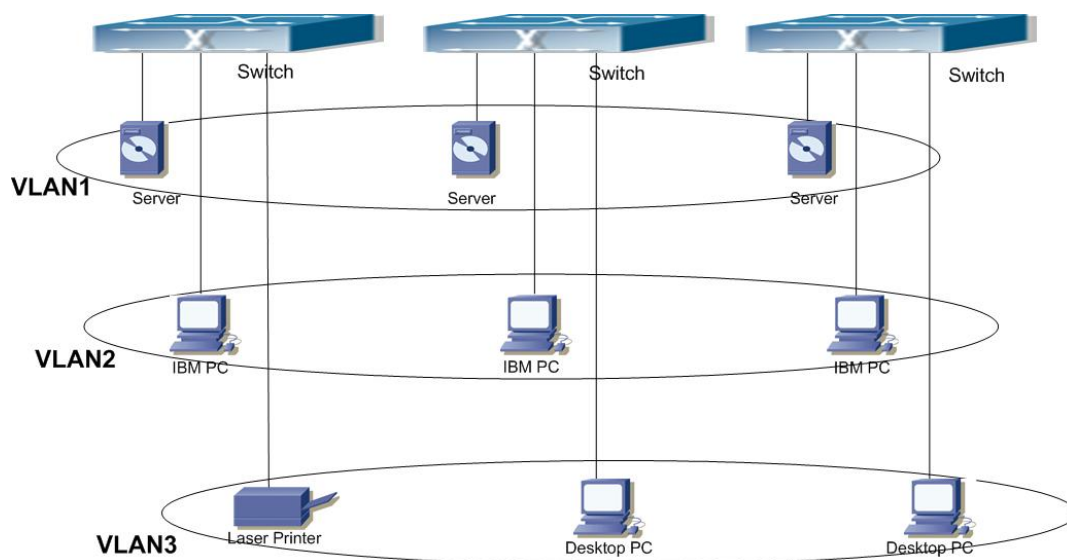 Switch
Switch
Switch
VLAN1
Server
Server
Server
VLAN2
IBM PC
IBM PC
IBM PC
VLAN3
Laser Printer
Desktop PC
Desktop PC